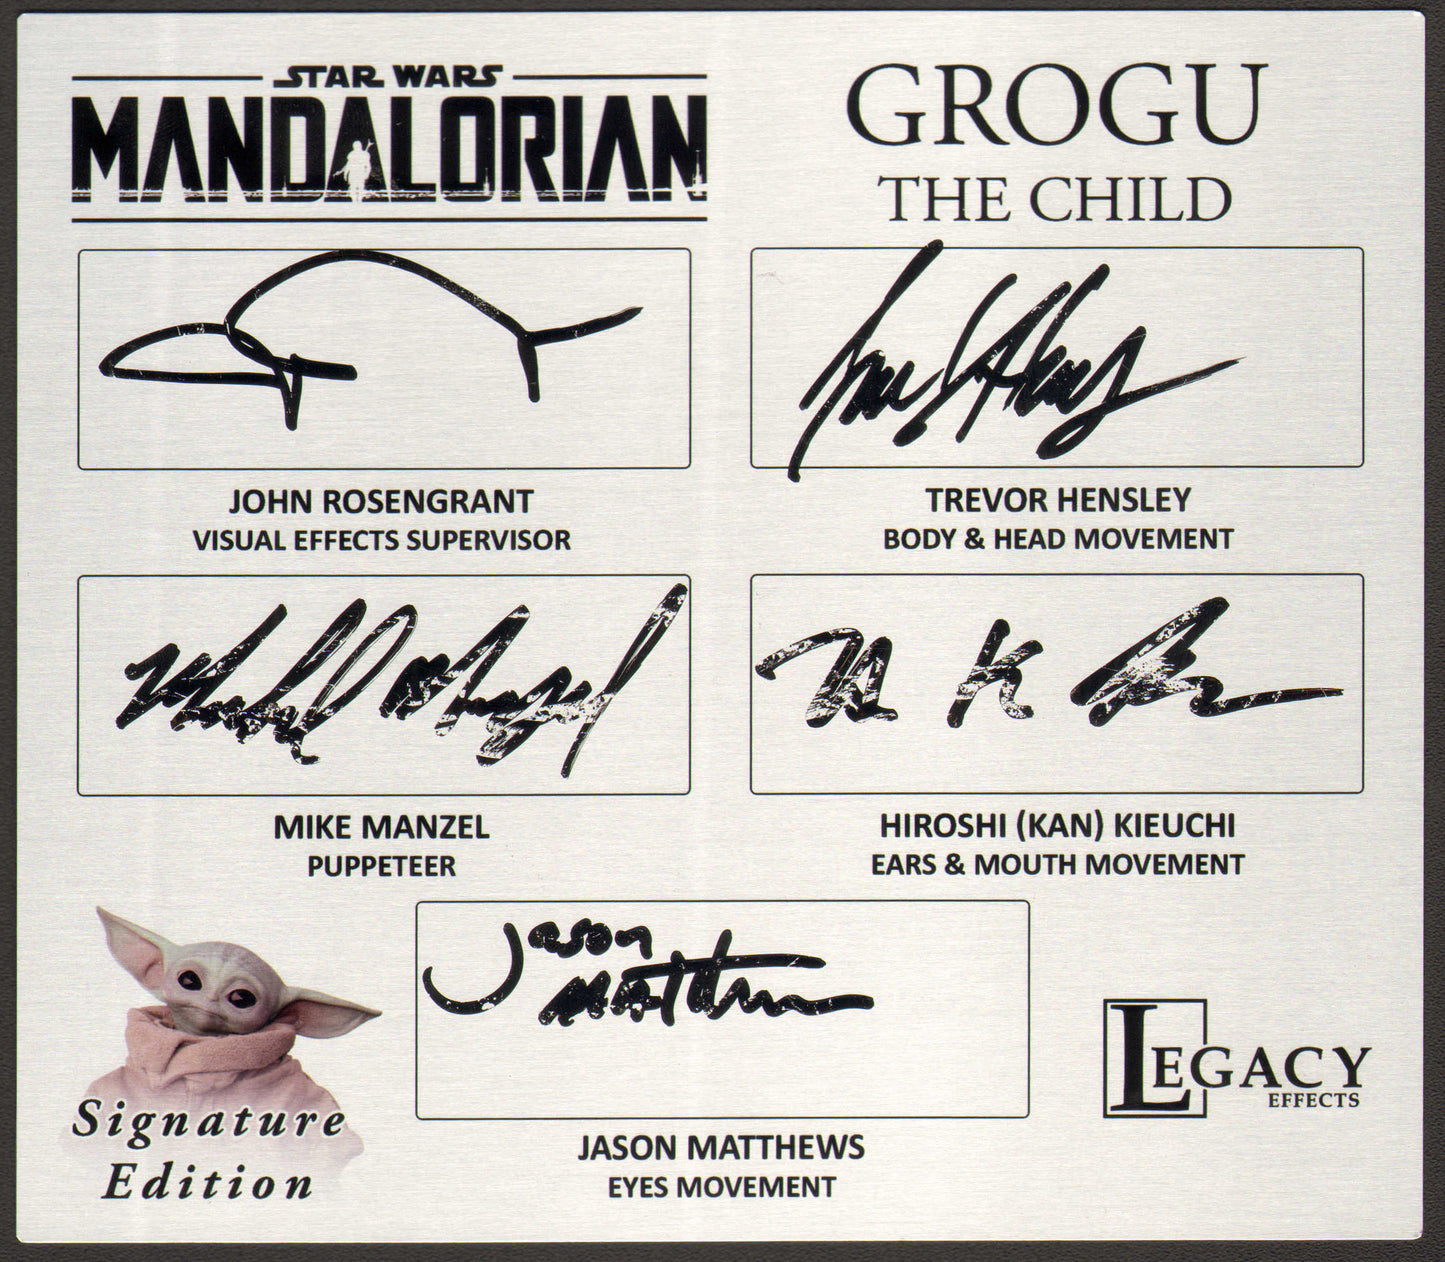 STAR WARS
MANDALORIAN
GROGU
THE CHILD
JOHN ROSENGRANT
VISUAL EFFECTS SUPERVISOR
TREVOR HENSLEY
BODY & HEAD MOVEMENT
MIKE MANZEL
PUPPETEER
HIROSHI (KAN) KIEUCHI
EARS & MOUTH MOVEMENT
Jason
Matthews
JASON MATTHEWS
EYES MOVEMENT
Signature
Edition
LEGACY
EFFECTS